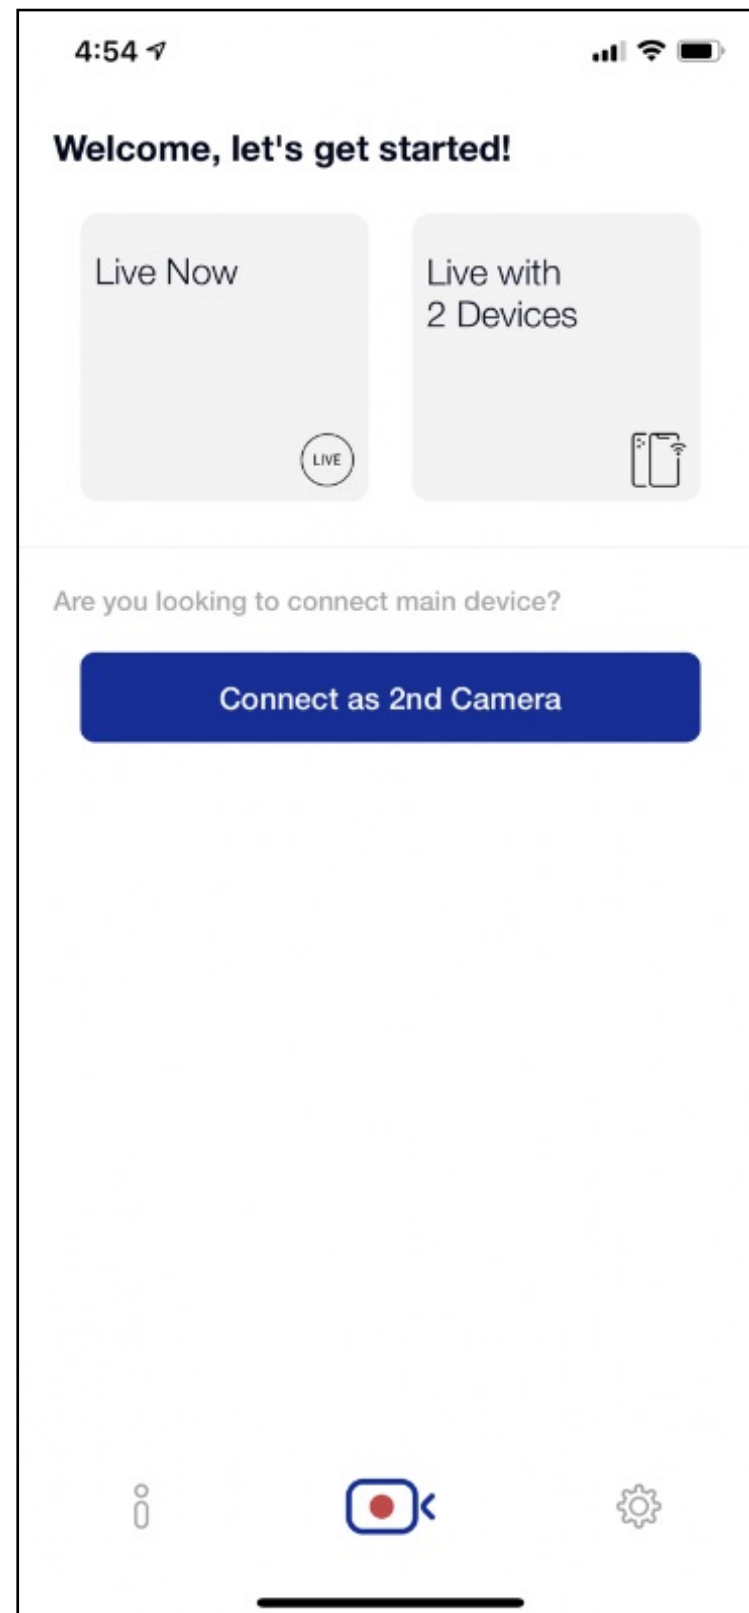 4:54
Welcome, let's get started!
Live Now
LIVE
Live with
2 Devices
Are you looking to connect main device?
Connect as 2nd Camera